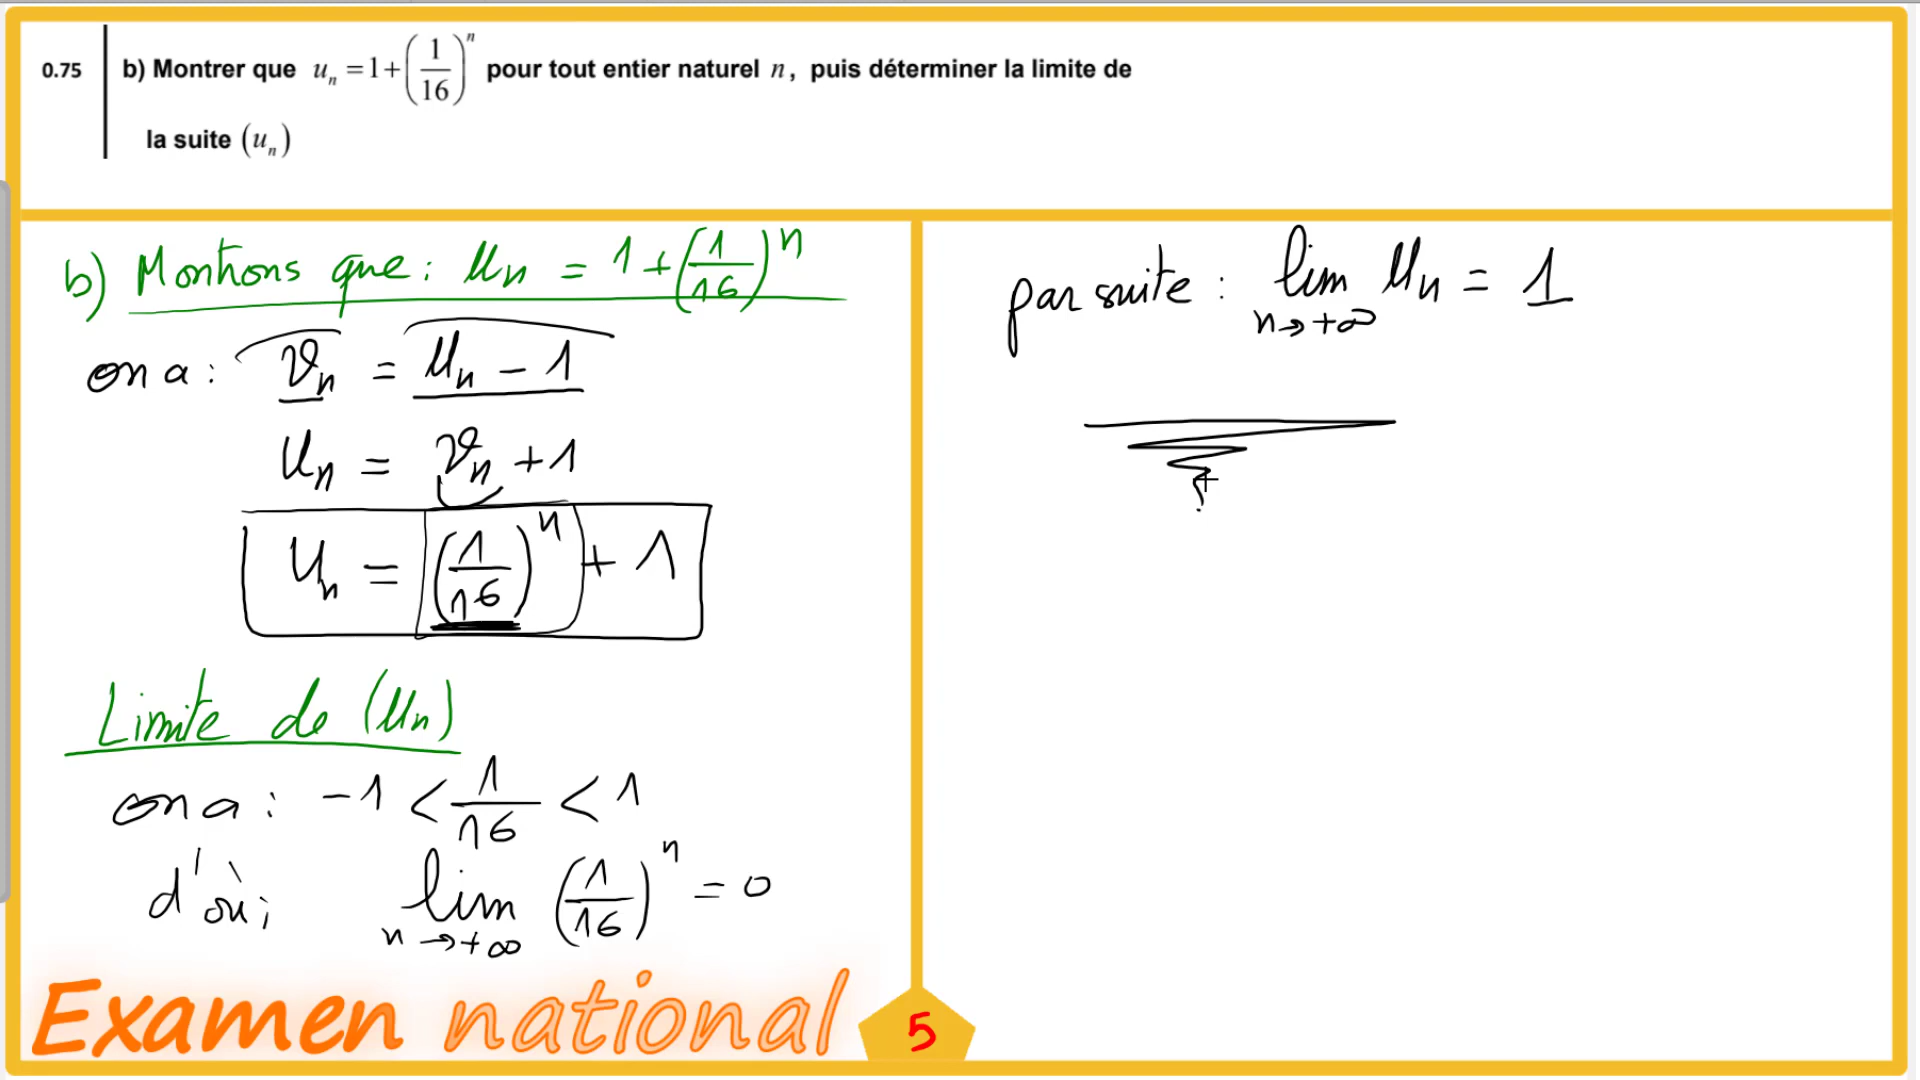 0.75 b) Montrer que u_n = 1 + (1/16)^n pour tout entier naturel n, puis déterminer la limite de
la suite (u_n)
b) Montrons que : u_n = 1 + (1/16)^n
on a : v_n = u_n - 1
u_n = v_n + 1
u_n = (1/16)^n + 1
Limite de (u_n)
on a : -1 < 1/16 < 1
d'où ; lim n→+∞ (1/16)^n = 0
par suite : lim n→+∞ u_n = 1
Examen national
5